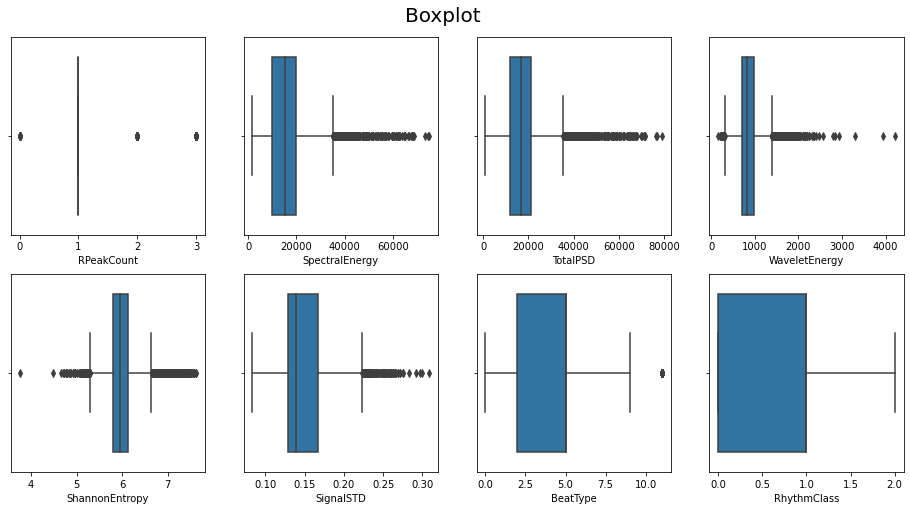 Boxplot
0 1 2 3
RPeakCount
0 20000 40000 60000
SpectralEnergy
0 20000 40000 60000 80000
TotalPSD
0 1000 2000 3000 4000
WaveletEnergy
4 5 6 7
ShannonEntropy
0.10 0.15 0.20 0.25 0.30
SignalSTD
0.0 2.5 5.0 7.5 10.0
BeatType
0.0 0.5 1.0 1.5 2.0
RhythmClass